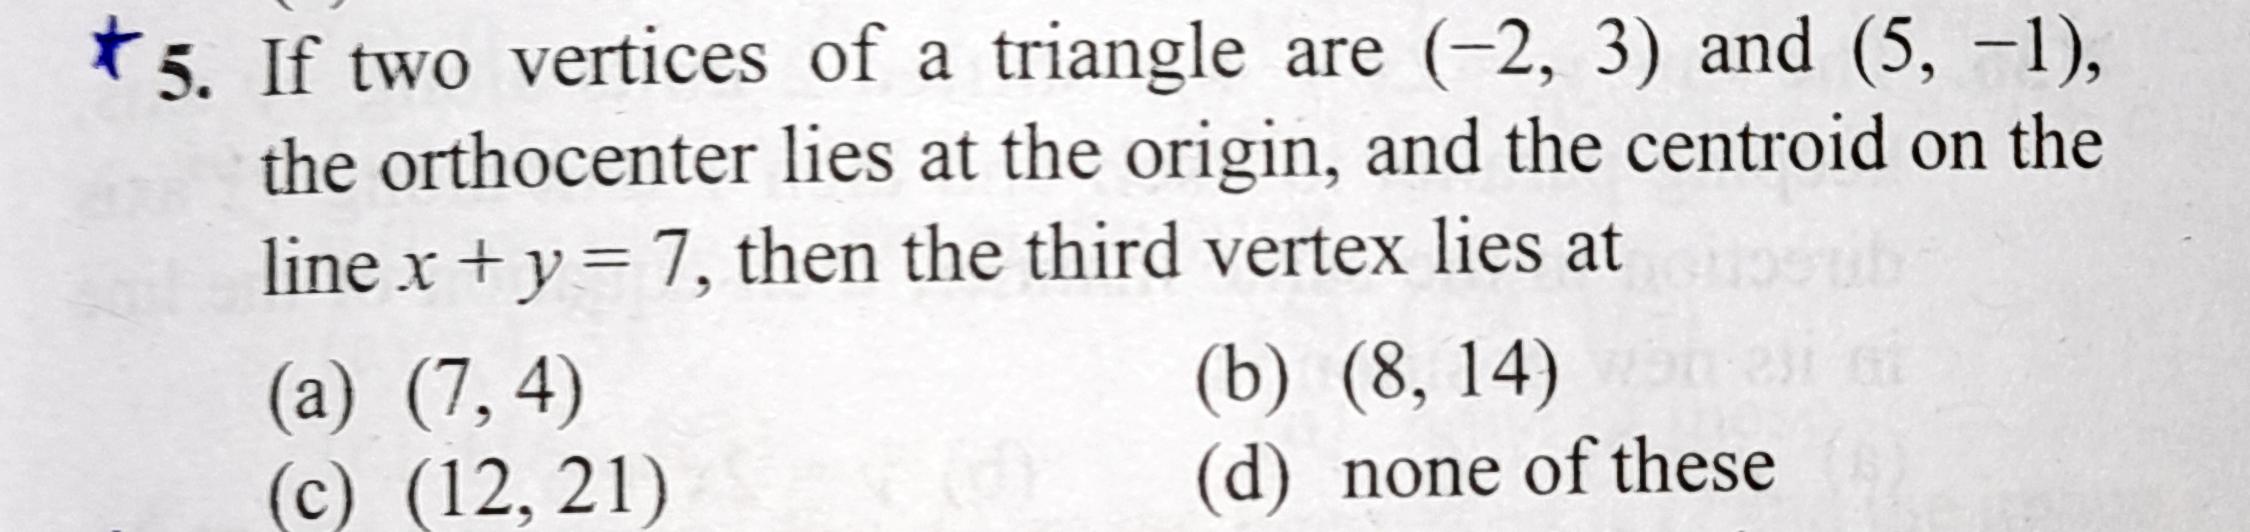 5. If two vertices of a triangle are (−2, 3) and (5, −1),
the orthocenter lies at the origin, and the centroid on the
line x + y = 7, then the third vertex lies at
(a) (7, 4) (b) (8, 14)
(c) (12, 21) (d) none of these